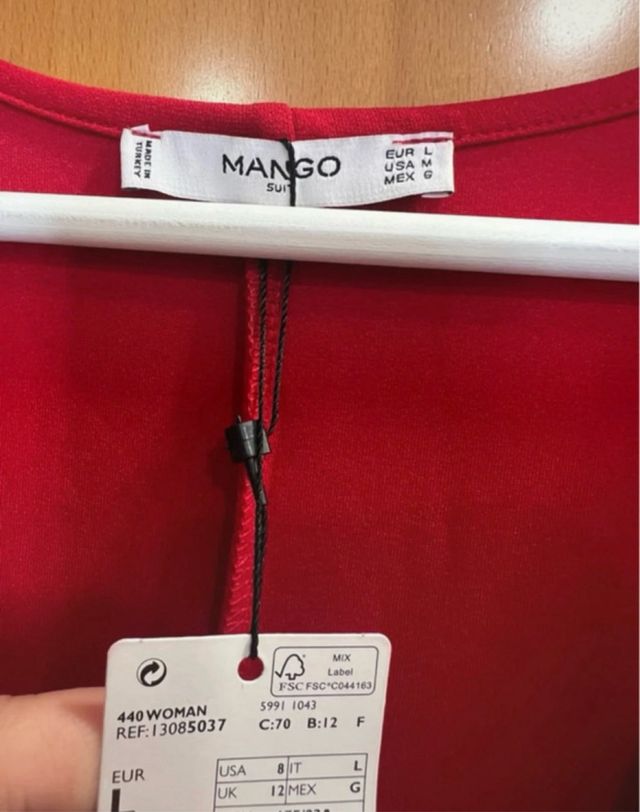 MADE IN
TURKEY
MANGO
SUIT
EUR L
USA M
MEX G
MIX
Label
FSC FSC®C044163
5991 1043
440 WOMAN
REF:13085037
C:70 B:12 F
EUR
L
USA 8 IT L
UK 12 MEX G